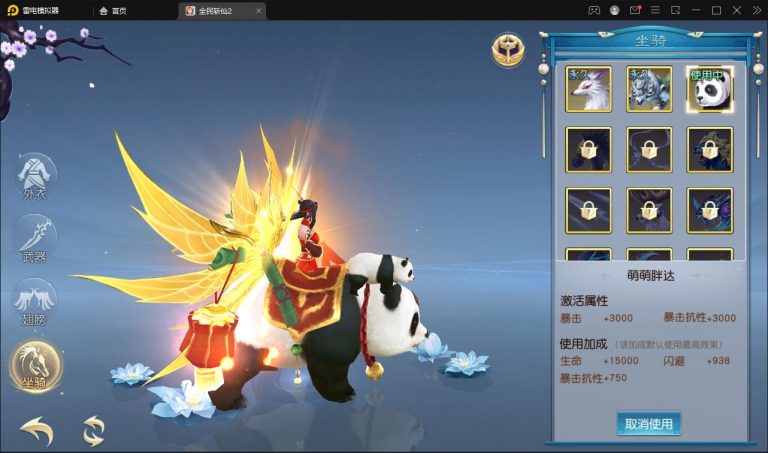 雷电模拟器
首页
全民斩仙2
坐骑
永久
永久
使用中
外衣
武器
翅膀
坐骑
萌萌胖达
激活属性
暴击 +3000 暴击抗性+3000
使用加成 (该加成默认使用最高效果)
生命 +15000 闪避 +938
暴击抗性+750
取消使用